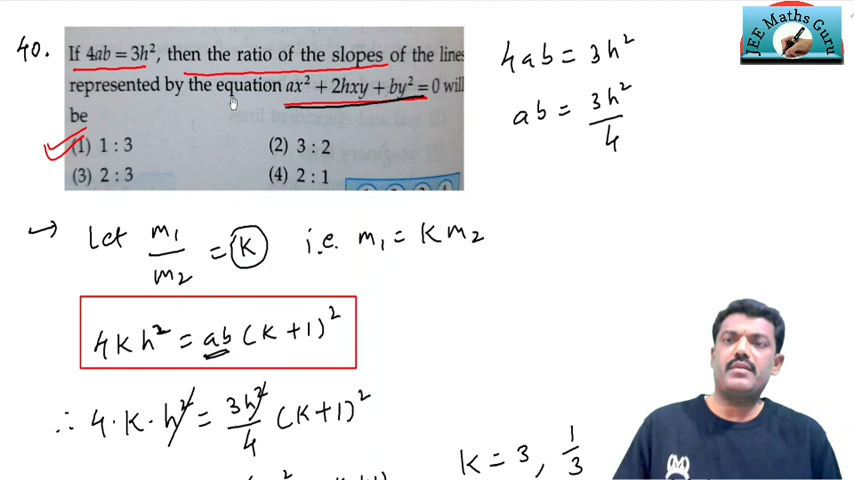 40.
If 4ab = 3h², then the ratio of the slopes of the lines
represented by the equation ax² + 2hxy + by² = 0 will
be
(1) 1 : 3 (2) 3 : 2
(3) 2 : 3 (4) 2 : 1
4ab = 3h²
ab = 3h²/4
JEE Maths Guru
→ Let m₁/m₂ = K i.e. m₁ = K m₂
4Kh² = ab (K+1)²
∴ 4·K·h² = 3h²/4 (K+1)²
K = 3, 1/3